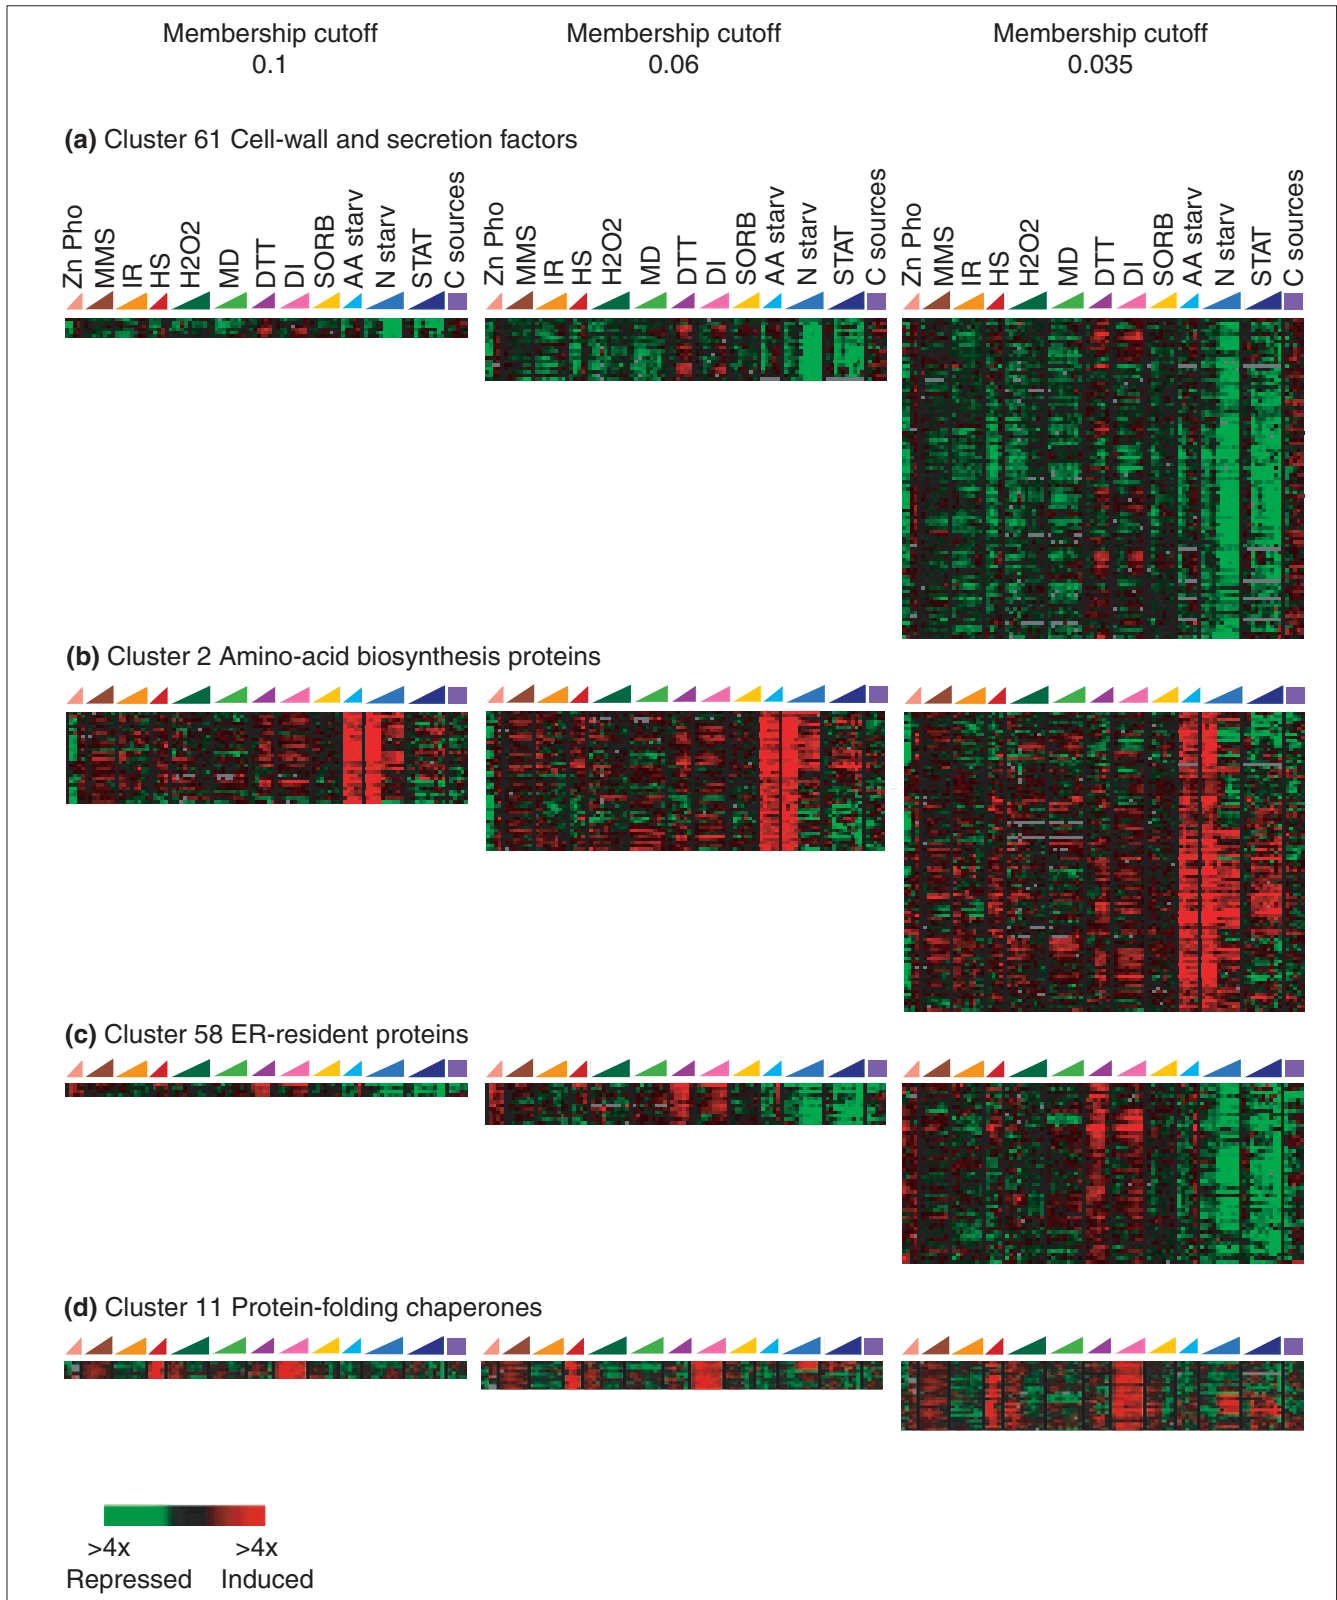 Membership cutoff
0.1
Membership cutoff
0.06
Membership cutoff
0.035
(a) Cluster 61 Cell-wall and secretion factors
Zn Pho
MMS
IR
HS
H2O2
MD
DTT
DI
SORB
AA starv
N starv
STAT
C sources
Zn Pho
MMS
IR
HS
H2O2
MD
DTT
DI
SORB
AA starv
N starv
STAT
C sources
Zn Pho
MMS
IR
HS
H2O2
MD
DTT
DI
SORB
AA starv
N starv
STAT
C sources
(b) Cluster 2 Amino-acid biosynthesis proteins
(c) Cluster 58 ER-resident proteins
(d) Cluster 11 Protein-folding chaperones
>4x >4x
Repressed Induced